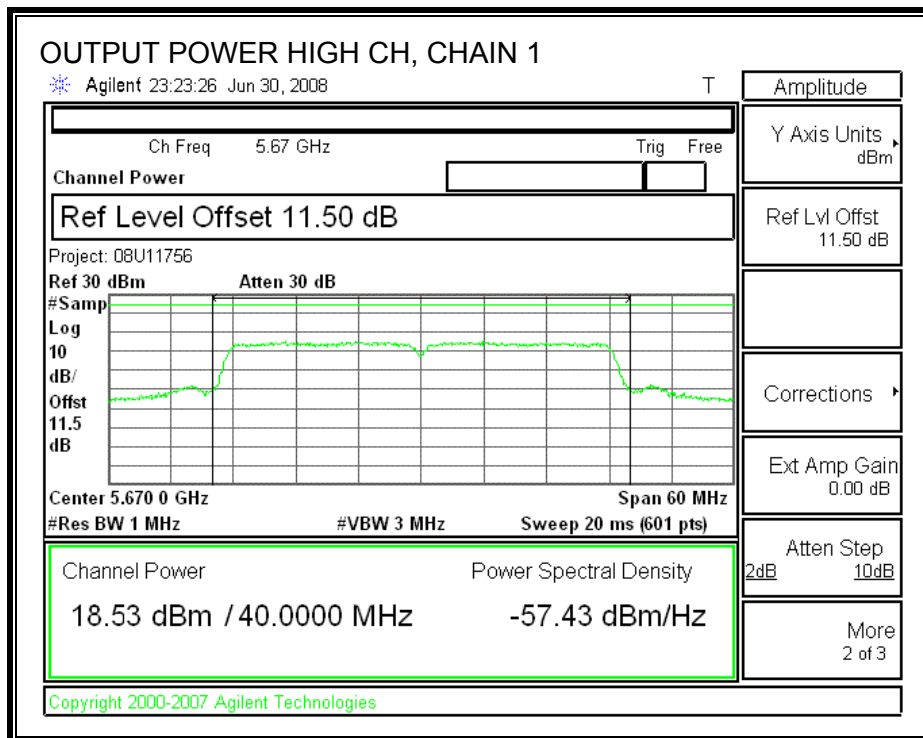 OUTPUT POWER HIGH CH, CHAIN 1
Agilent 23:23:26 Jun 30, 2008 T
Ch Freq 5.67 GHz Trig Free
Channel Power
Ref Level Offset 11.50 dB
Project: 08U11756
Ref 30 dBm Atten 30 dB
#Samp
Log
10
dB/
Offst
11.5
dB
Center 5.670 0 GHz Span 60 MHz
#Res BW 1 MHz #VBW 3 MHz Sweep 20 ms (601 pts)
Channel Power Power Spectral Density
18.53 dBm / 40.0000 MHz -57.43 dBm/Hz
Copyright 2000-2007 Agilent Technologies
Amplitude
Y Axis Units
dBm
Ref Lvl Offst
11.50 dB
Corrections
Ext Amp Gain
0.00 dB
Atten Step
2dB 10dB
More
2 of 3